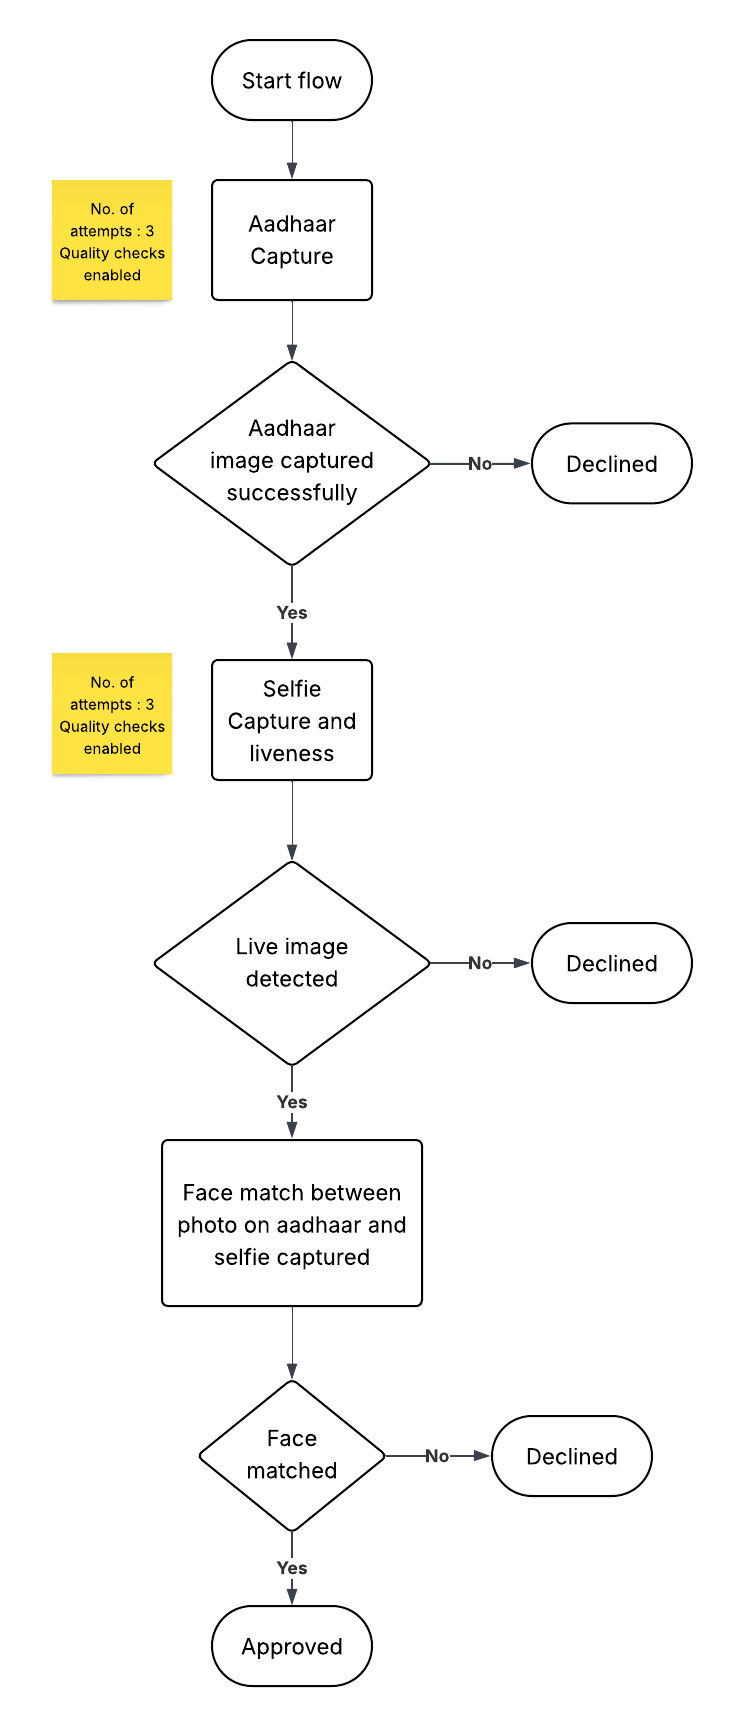 Start flow
No. of
attempts : 3
Quality checks
enabled
Aadhaar
Capture
Aadhaar
image captured
successfully
No
Declined
Yes
No. of
attempts : 3
Quality checks
enabled
Selfie
Capture and
liveness
Live image
detected
No
Declined
Yes
Face match between
photo on aadhaar and
selfie captured
Face
matched
No
Declined
Yes
Approved